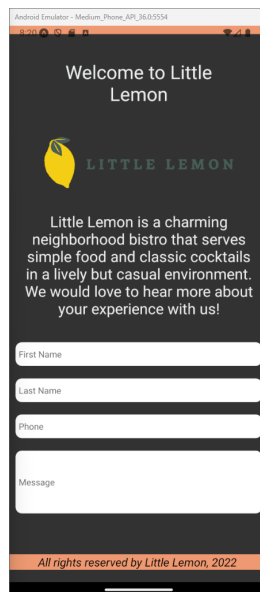 Android Emulator - Medium_Phone_API_36.0:5554
8:20
Welcome to Little
Lemon
LITTLE LEMON
Little Lemon is a charming
neighborhood bistro that serves
simple food and classic cocktails
in a lively but casual environment.
We would love to hear more about
your experience with us!
First Name
Last Name
Phone
Message
All rights reserved by Little Lemon, 2022